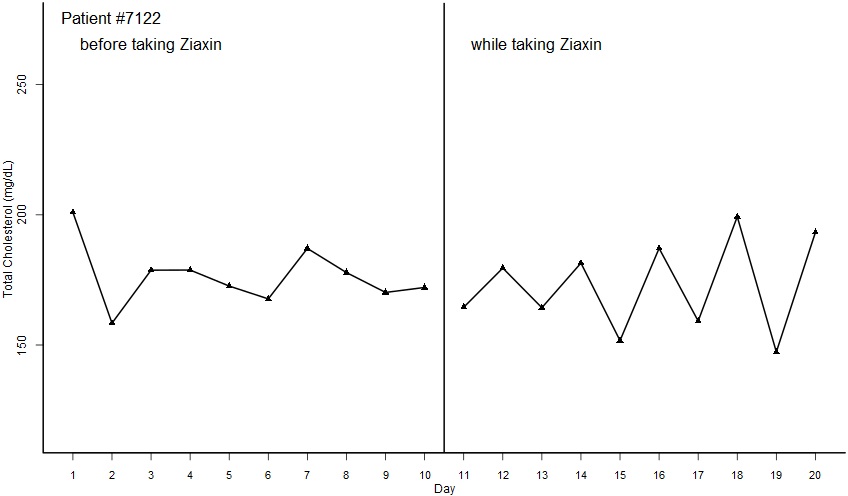 Patient #7122
before taking Ziaxin
while taking Ziaxin
250
200
150
Total Cholesterol (mg/dL)
1 2 3 4 5 6 7 8 9 10 11 12 13 14 15 16 17 18 19 20
Day